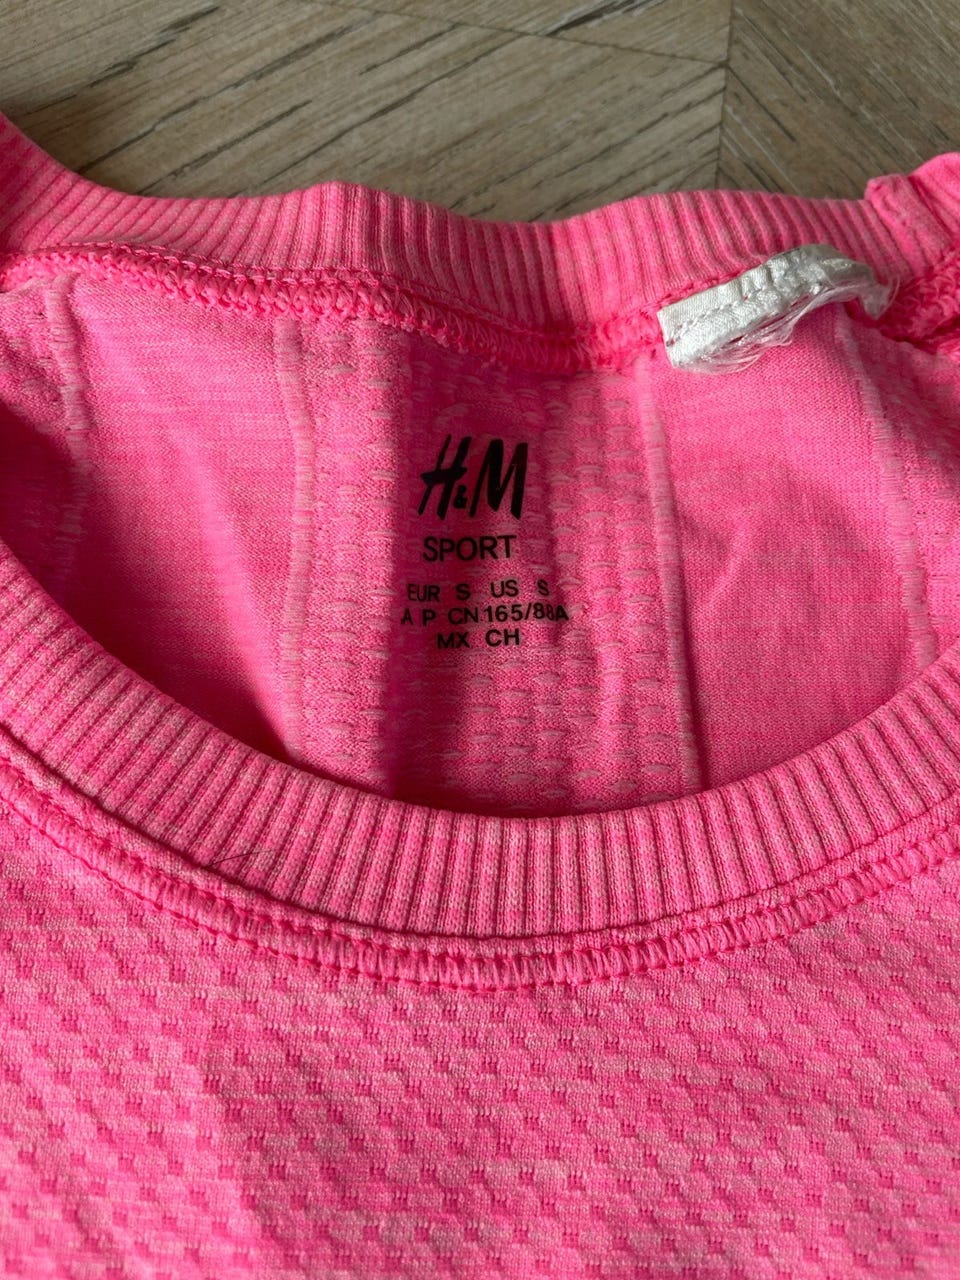 H&M
SPORT
EUR S US S
A P CN 165/88A
MX CH